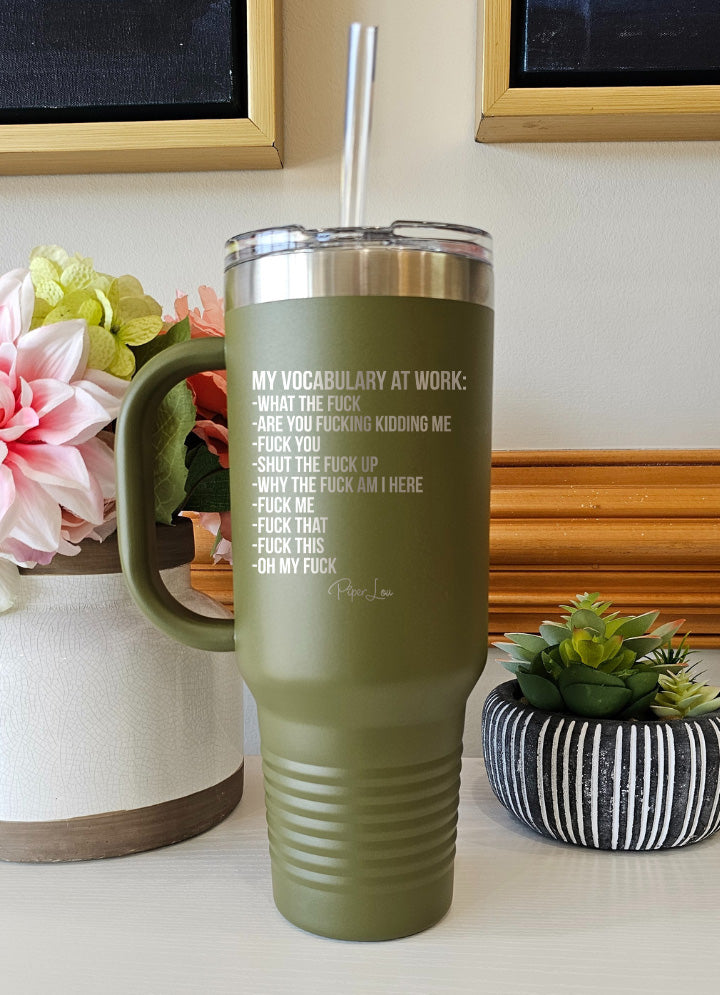 MY VOCABULARY AT WORK:
-WHAT THE FUCK
-ARE YOU FUCKING KIDDING ME
-FUCK YOU
-SHUT THE FUCK UP
-WHY THE FUCK AM I HERE
-FUCK ME
-FUCK THAT
-FUCK THIS
-OH MY FUCK
Piper Lou